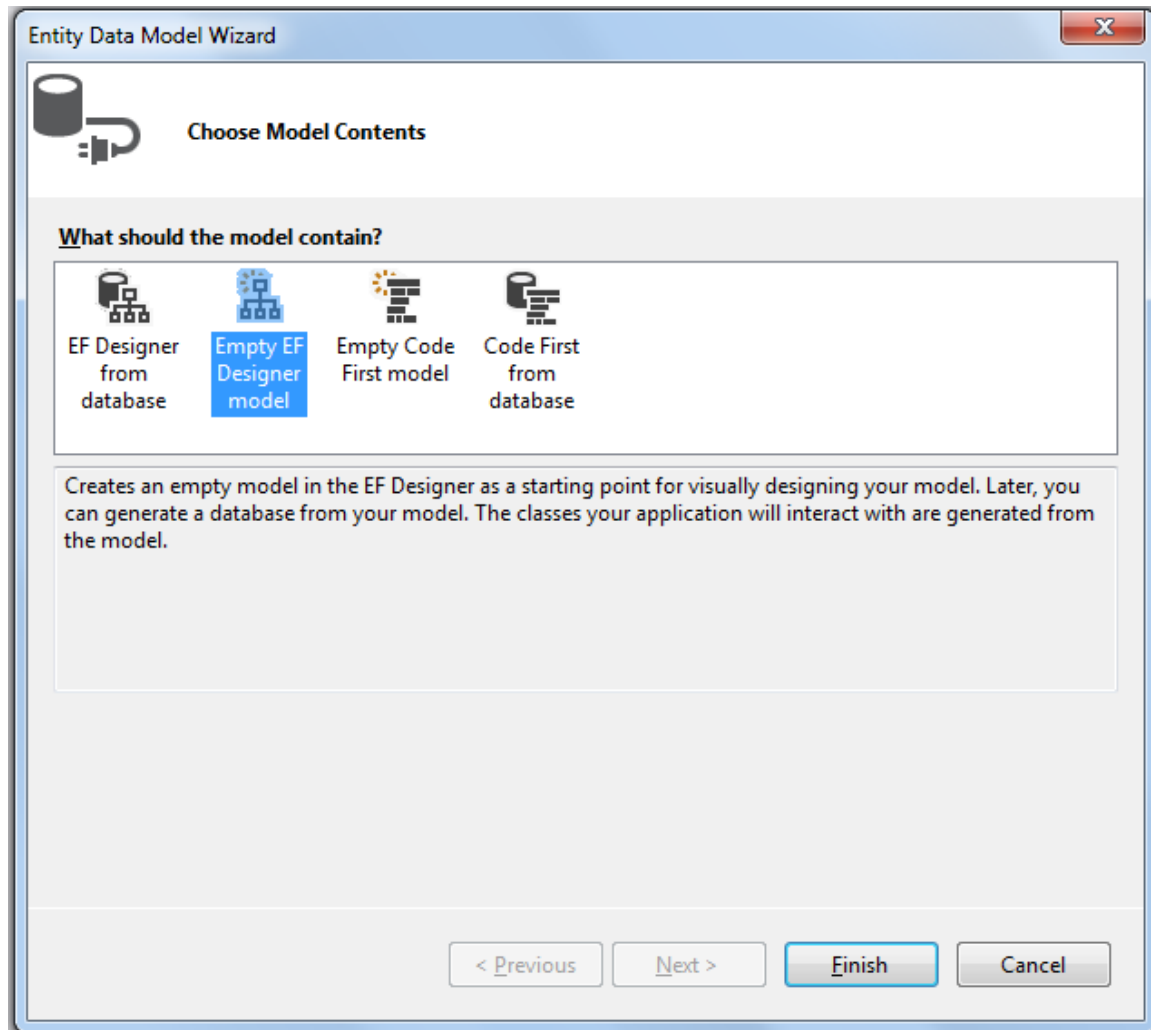 Entity Data Model Wizard
Choose Model Contents
What should the model contain?
EF Designer
from
database
Empty EF
Designer
model
Empty Code
First model
Code First
from
database
Creates an empty model in the EF Designer as a starting point for visually designing your model. Later, you
can generate a database from your model. The classes your application will interact with are generated from
the model.
< Previous
Next >
Finish
Cancel